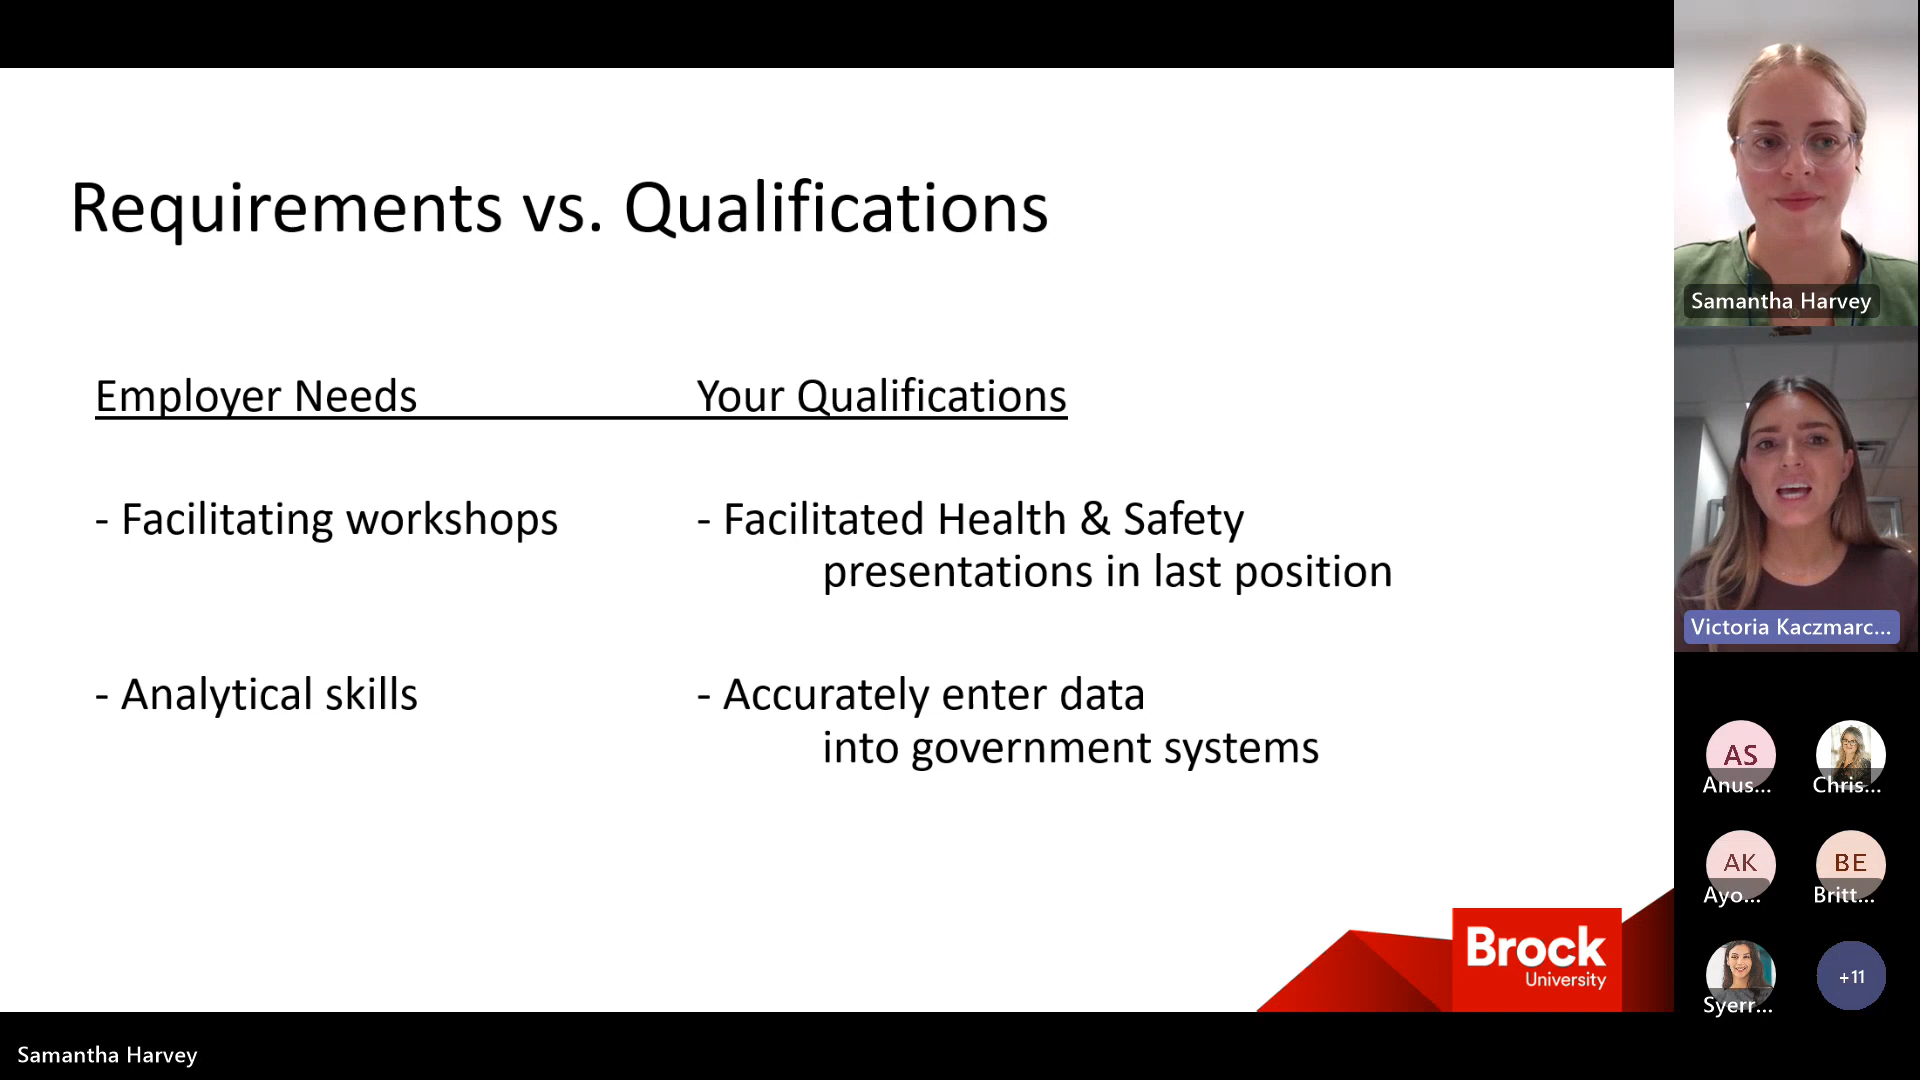 Requirements vs. Qualifications
Employer Needs Your Qualifications
- Facilitating workshops - Facilitated Health & Safety
presentations in last position
- Analytical skills - Accurately enter data
into government systems
Brock
University
Samantha Harvey
Samantha Harvey
Victoria Kaczmarc...
AS
Anus...
Chris...
AK
Ayo...
BE
Britt...
Syerr...
+11